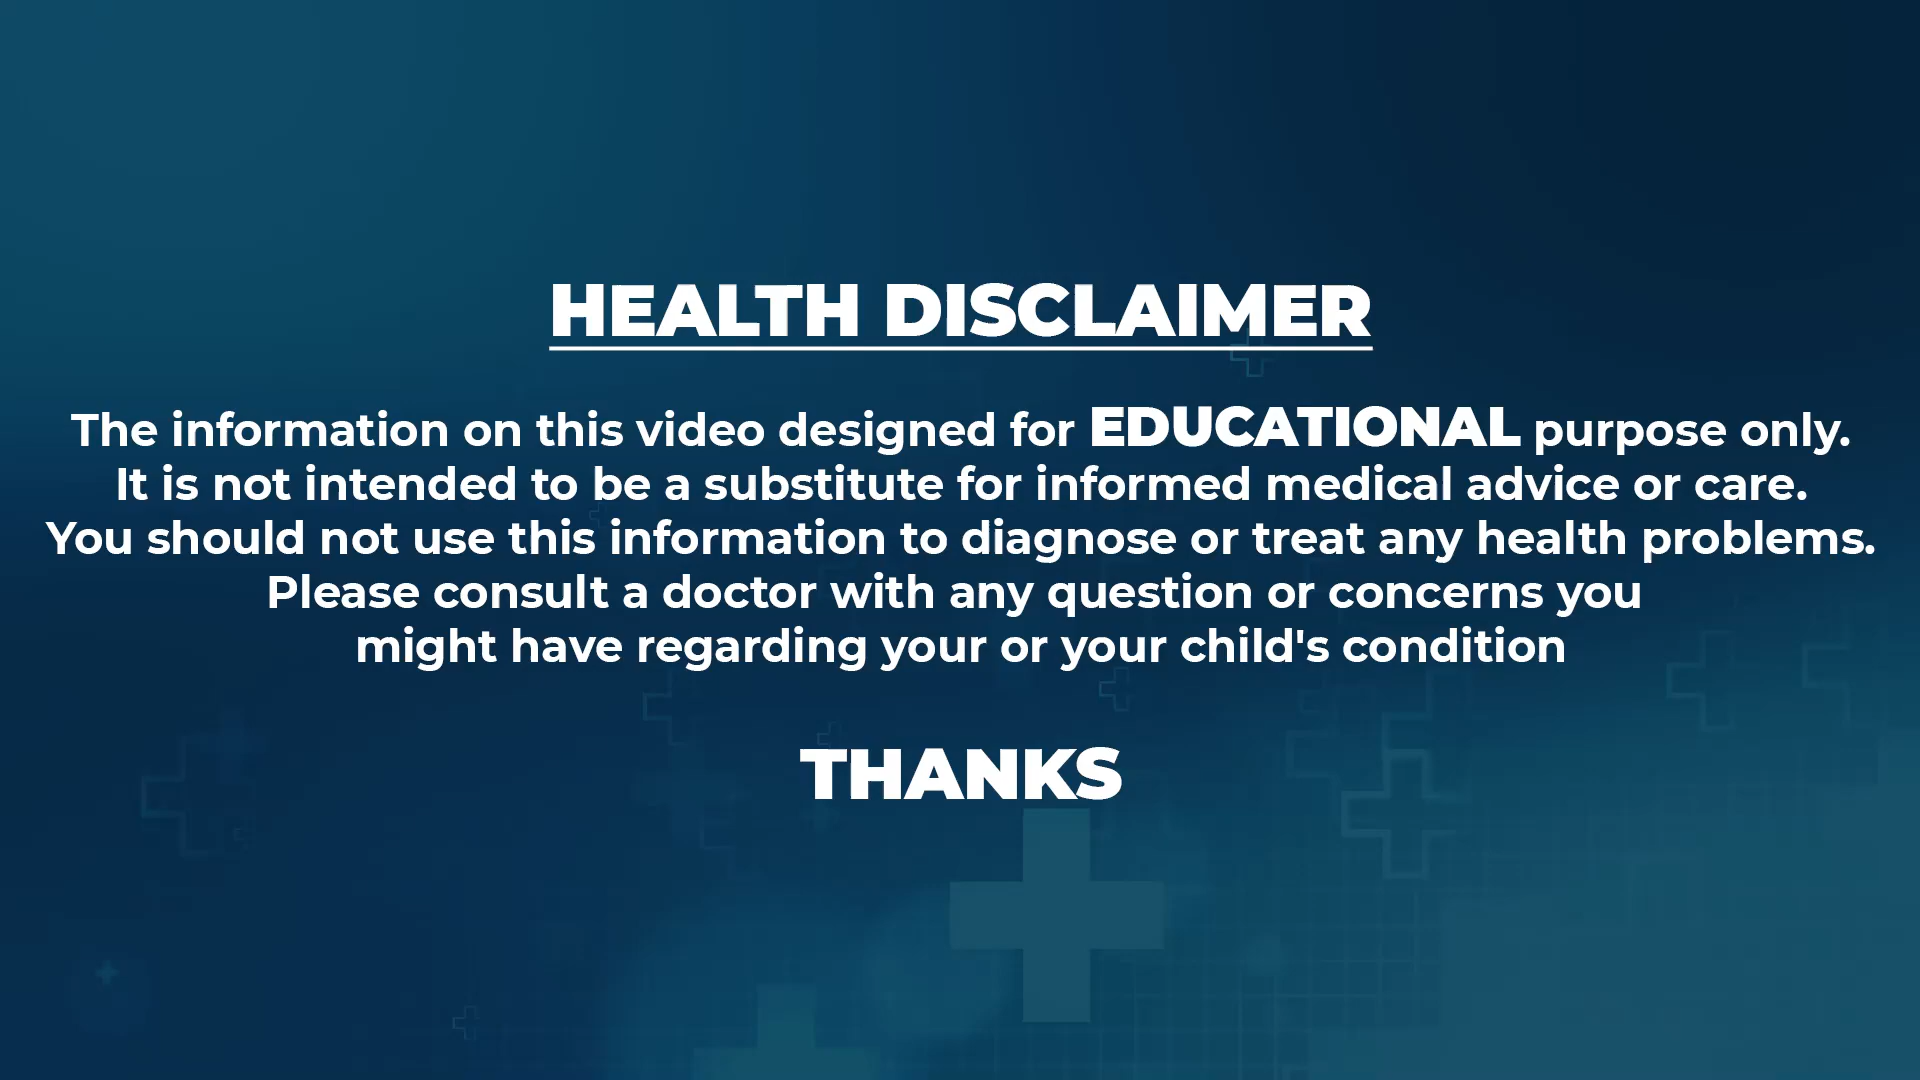 HEALTH DISCLAIMER
The information on this video designed for EDUCATIONAL purpose only.
It is not intended to be a substitute for informed medical advice or care.
You should not use this information to diagnose or treat any health problems.
Please consult a doctor with any question or concerns you
might have regarding your or your child's condition
THANKS